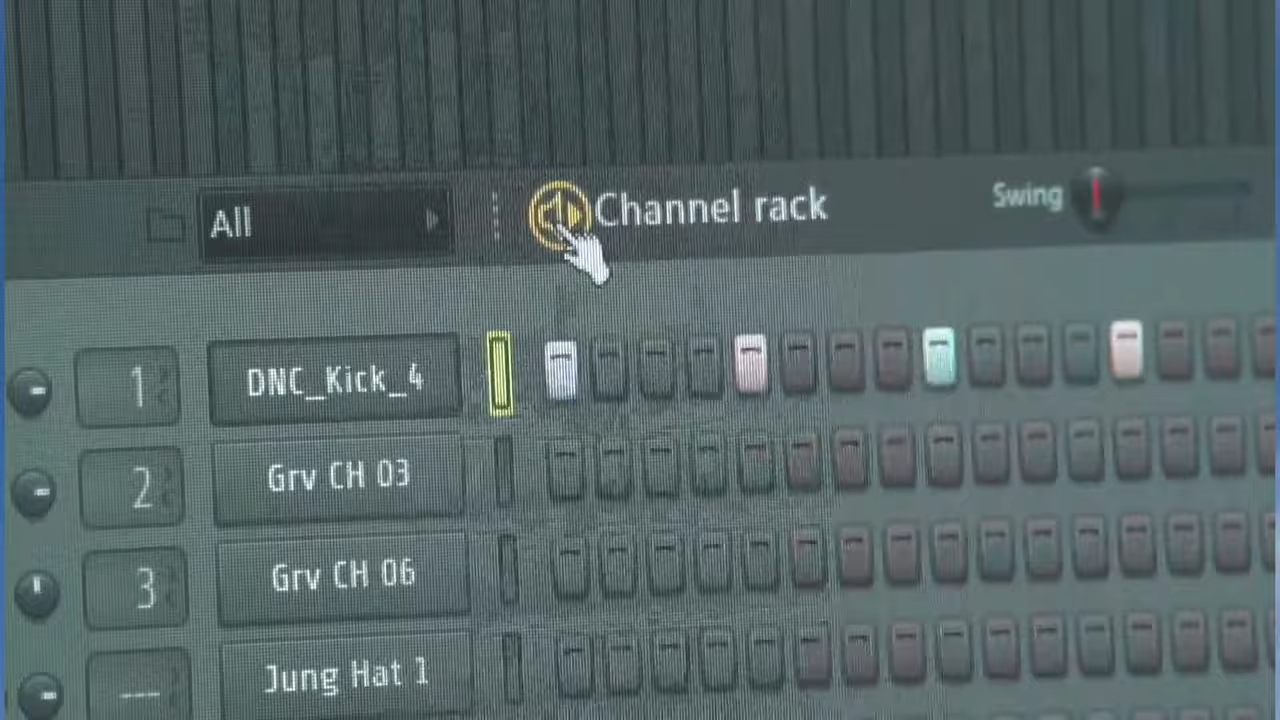 All Channel rack Swing
1 DNC_Kick_4
2 Grv CH 03
3 Grv CH 06
--- Jung Hat 1